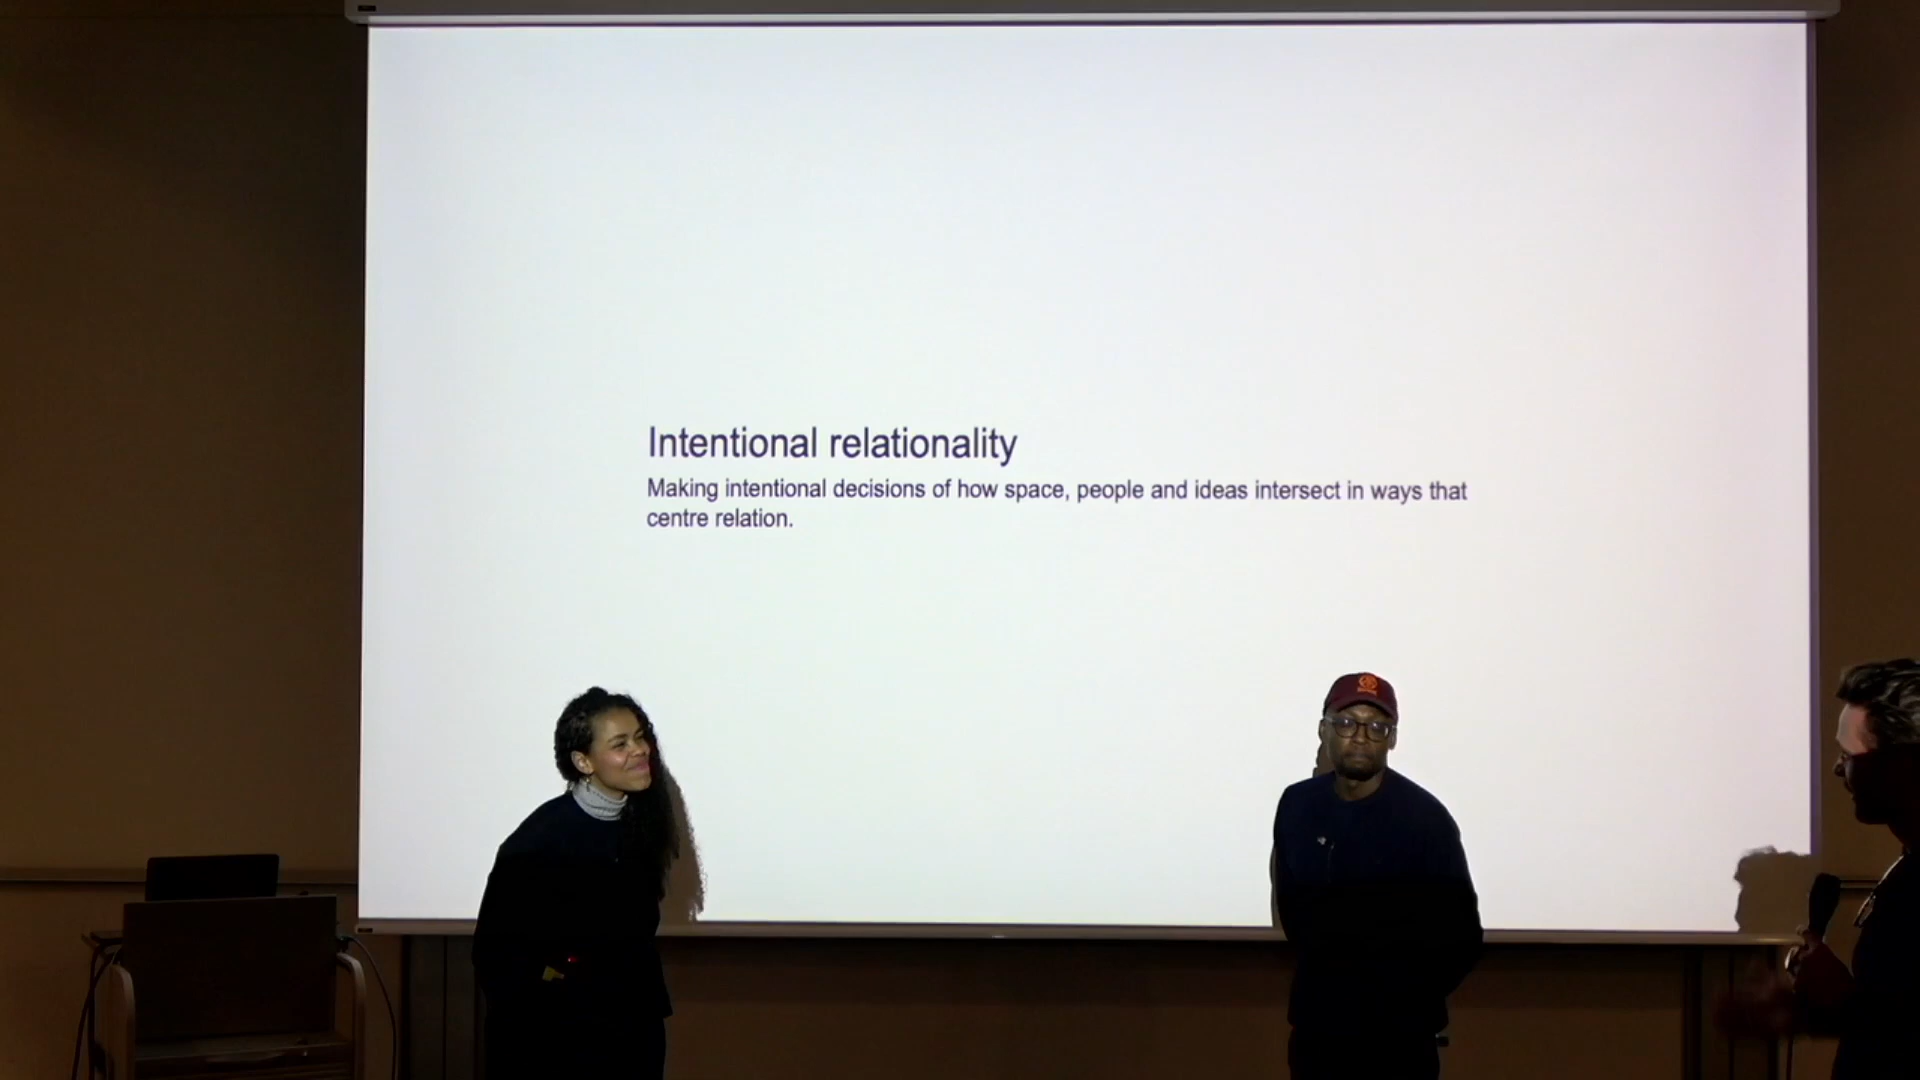 Intentional relationality
Making intentional decisions of how space, people and ideas intersect in ways that
centre relation.